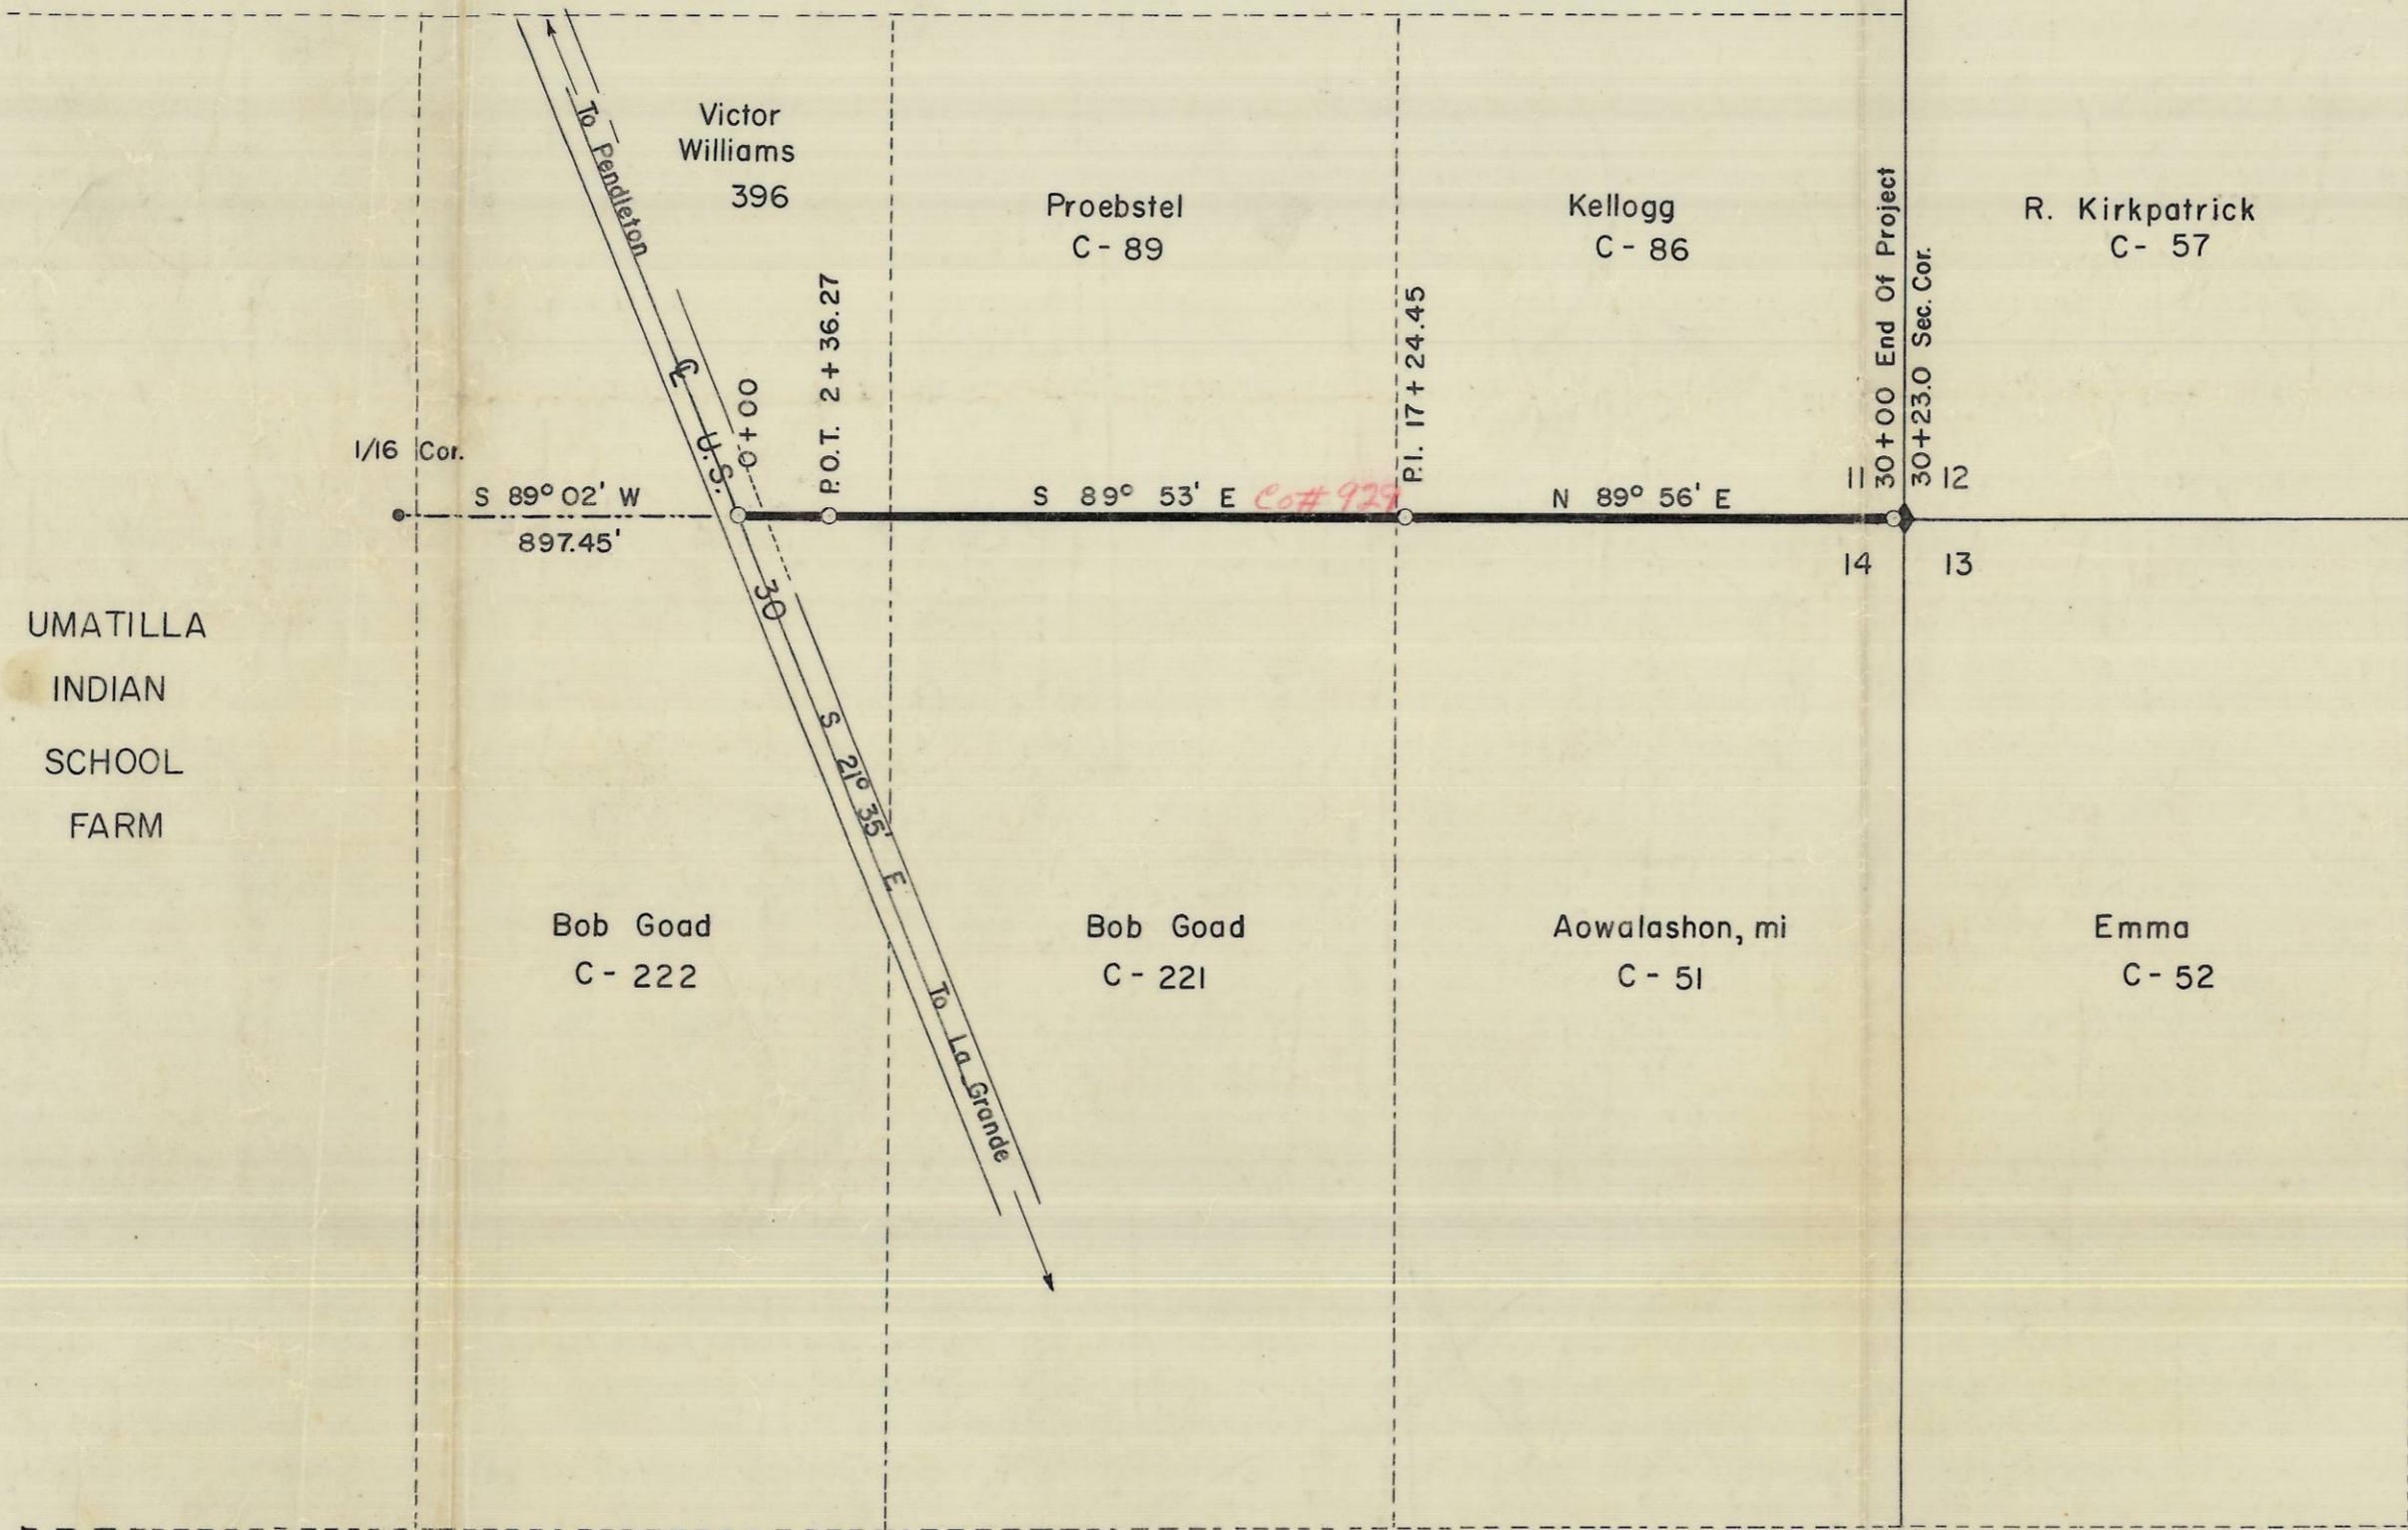 To Pendleton
Victor
Williams
396
Proebstel
C - 89
Kellogg
C - 86
R. Kirkpatrick
C - 57
℄ U.S. 30
0+00
P.O.T. 2+36.27
P.I. 17+24.45
30+00 End Of Project
30+23.0 Sec. Cor.
1/16 Cor.
S 89° 02' W
897.45'
S 89° 53' E
Co# 929
N 89° 56' E
11
12
14
13
S 21° 35' E
To La Grande
UMATILLA
INDIAN
SCHOOL
FARM
Bob Goad
C - 222
Bob Goad
C - 221
Aowalashon, mi
C - 51
Emma
C - 52